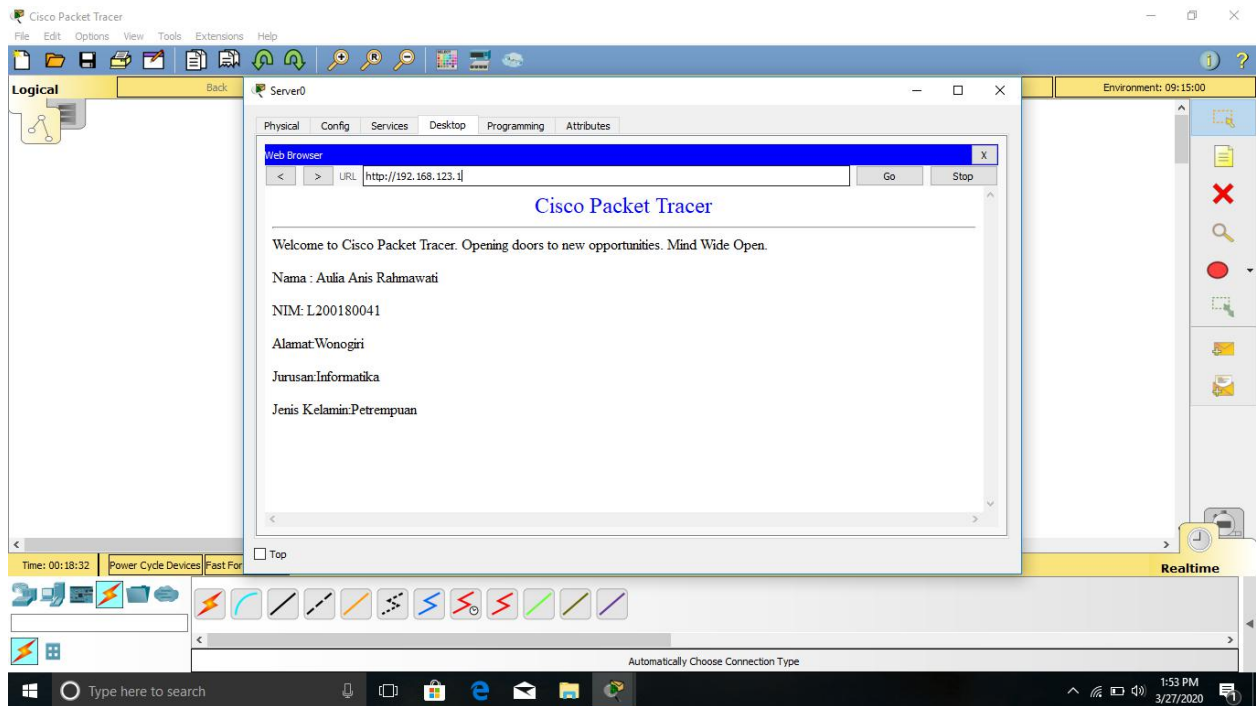 Cisco Packet Tracer
File Edit Options View Tools Extensions Help
Logical
Back
Environment: 09:15:00
Server0
Physical Config Services Desktop Programming Attributes
Web Browser
X
< > URL http://192.168.123.1 Go Stop
Cisco Packet Tracer
Welcome to Cisco Packet Tracer. Opening doors to new opportunities. Mind Wide Open.
Nama : Aulia Anis Rahmawati
NIM: L200180041
Alamat:Wonogiri
Jurusan:Informatika
Jenis Kelamin:Petrempuan
Top
Time: 00:18:32 Power Cycle Devices Fast For
Realtime
Automatically Choose Connection Type
Type here to search
1:53 PM
3/27/2020